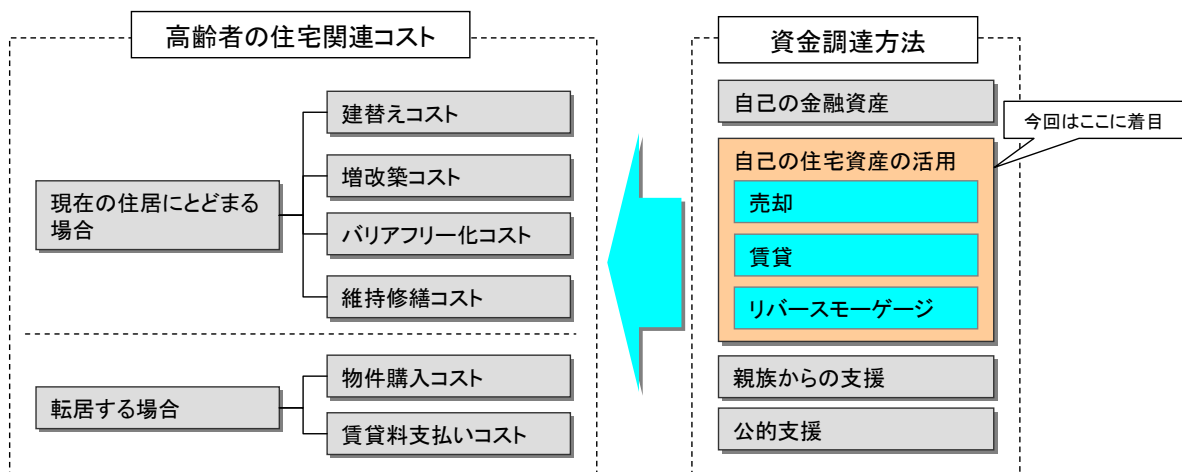 高齢者の住宅関連コスト
現在の住居にとどまる
場合
建替えコスト
増改築コスト
バリアフリー化コスト
維持修繕コスト
転居する場合
物件購入コスト
賃貸料支払いコスト
資金調達方法
自己の金融資産
今回はここに着目
自己の住宅資産の活用
売却
賃貸
リバースモーゲージ
親族からの支援
公的支援